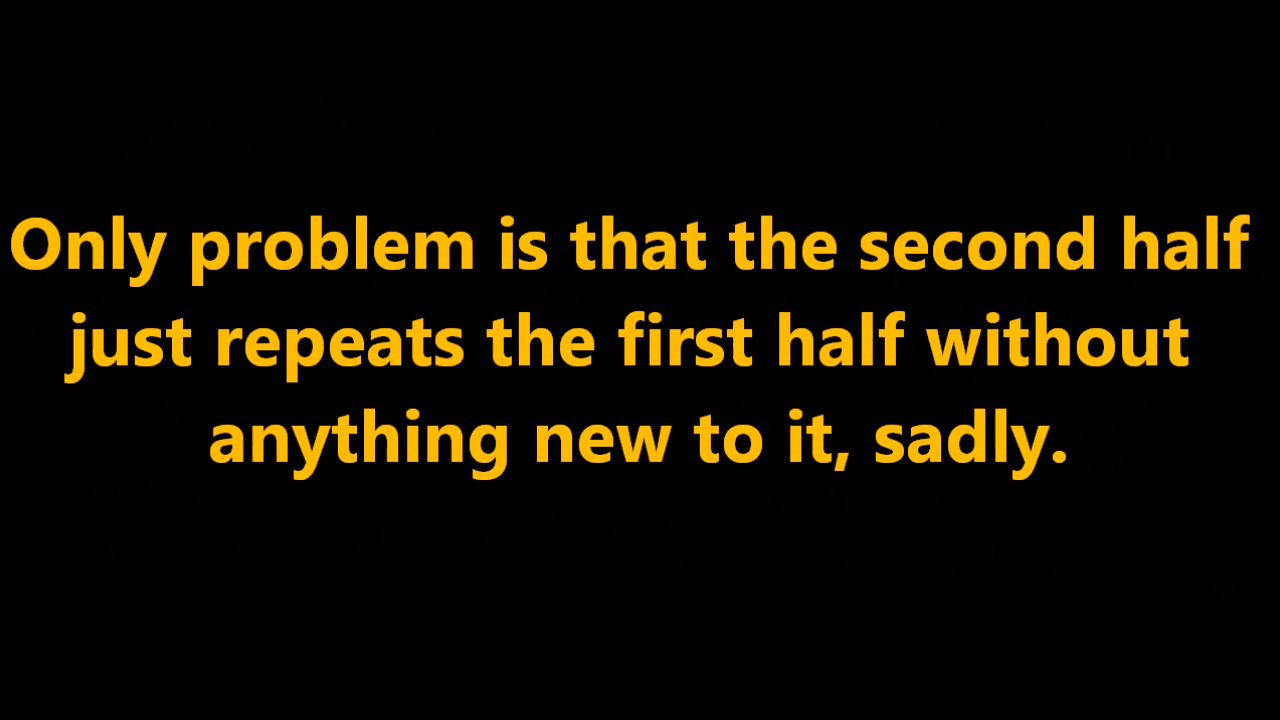 Only problem is that the second half
just repeats the first half without
anything new to it, sadly.